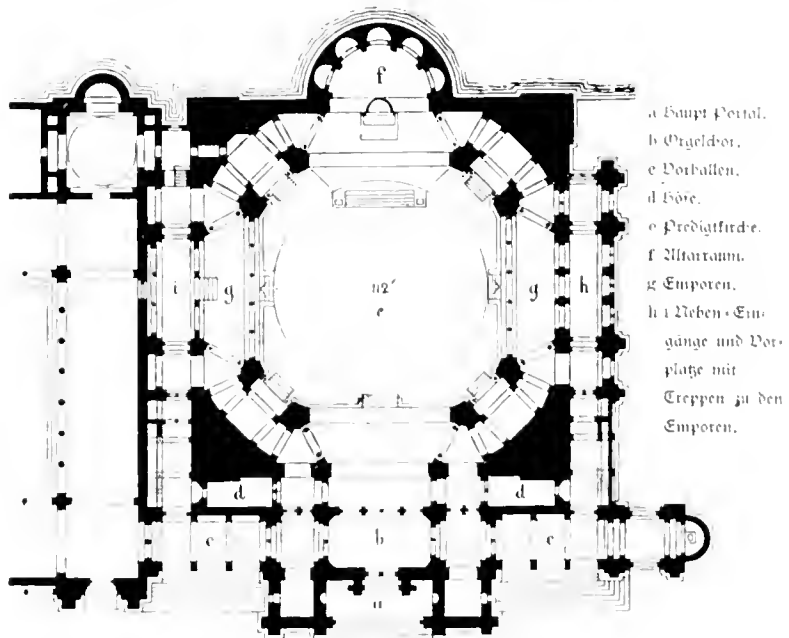 f
i
g
112'
e
g
h
d
d
c
b
c
a
a Haupt-Portal.
b Orgelchor.
c Vorhallen.
d Höfe.
e Predigtkirche.
f Altarraum.
g Emporen.
h i Neben-Ein-
gänge und Vor-
plätze mit
Treppen zu den
Emporen.